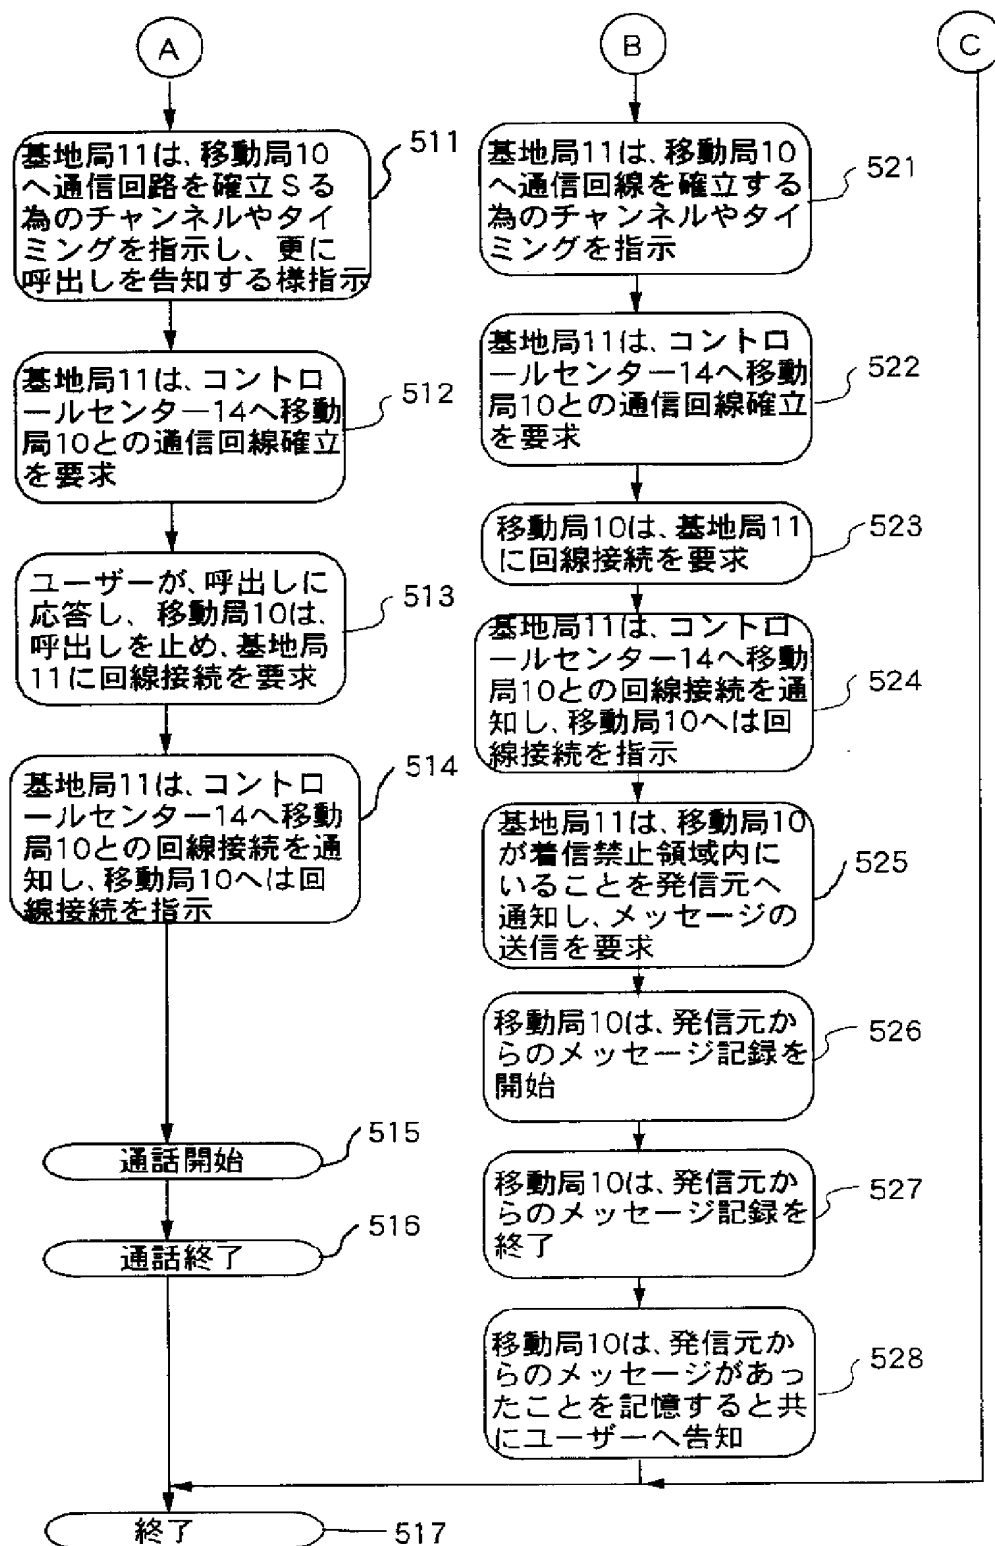 A
基地局11は、移動局10
へ通信回路を確立Sる
為のチャンネルやタイ
ミングを指示し、更に
呼出しを告知する様指示
511
基地局11は、コントロ
ールセンター14へ移動
局10との通信回線確立
を要求
512
ユーザーが、呼出しに
応答し、移動局10は、
呼出しを止め、基地局
11に回線接続を要求
513
基地局11は、コントロ
ールセンター14へ移動
局10との回線接続を通
知し、移動局10へは回
線接続を指示
514
通話開始
515
通話終了
516
終了
517
B
基地局11は、移動局10
へ通信回線を確立する
為のチャンネルやタイ
ミングを指示
521
基地局11は、コントロ
ールセンター14へ移動
局10との通信回線確立
を要求
522
移動局10は、基地局11
に回線接続を要求
523
基地局11は、コントロ
ールセンター14へ移動
局10との回線接続を通
知し、移動局10へは回
線接続を指示
524
基地局11は、移動局10
が着信禁止領域内に
いることを発信元へ
通知し、メッセージの
送信を要求
525
移動局10は、発信元か
らのメッセージ記録を
開始
526
移動局10は、発信元か
らのメッセージ記録を
終了
527
移動局10は、発信元か
らのメッセージがあっ
たことを記憶すると共
にユーザーへ告知
528
C